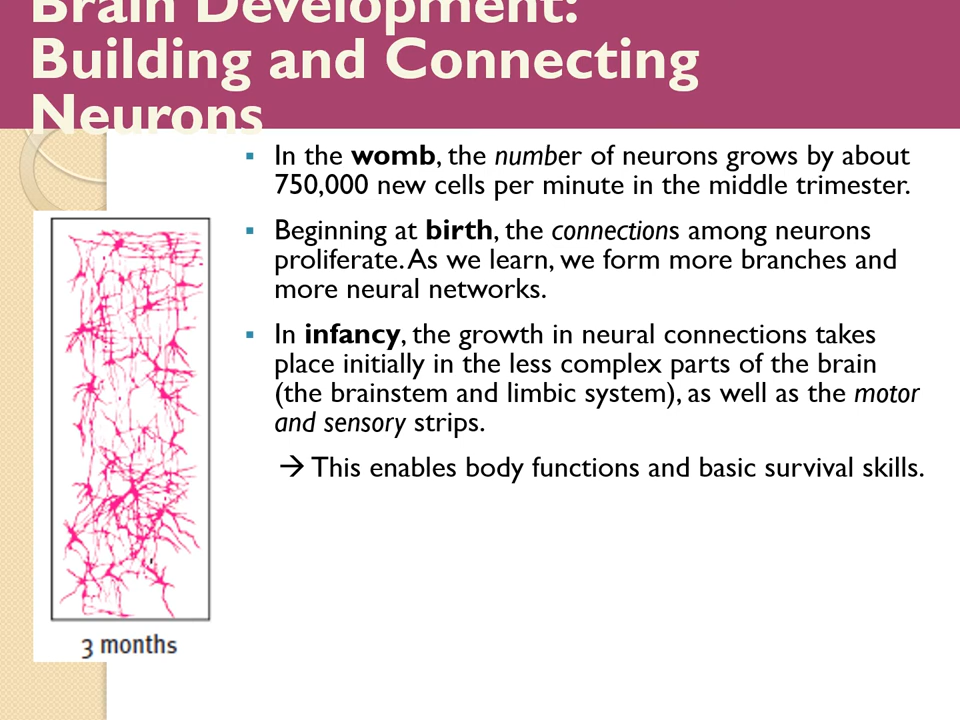 Brain Development:
Building and Connecting
Neurons
▪ In the womb, the number of neurons grows by about
750,000 new cells per minute in the middle trimester.
▪ Beginning at birth, the connections among neurons
proliferate. As we learn, we form more branches and
more neural networks.
▪ In infancy, the growth in neural connections takes
place initially in the less complex parts of the brain
(the brainstem and limbic system), as well as the motor
and sensory strips.
→ This enables body functions and basic survival skills.
3 months